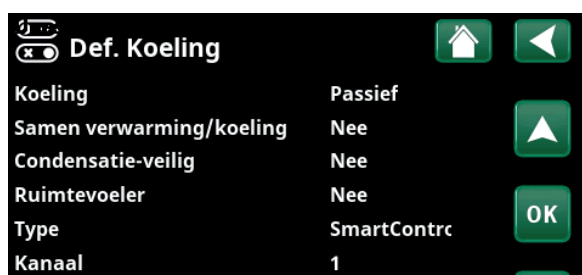 Def. Koeling
Koeling Passief
Samen verwarming/koeling Nee
Condensatie-veilig Nee
Ruimtevoeler Nee
Type SmartContrc
OK
Kanaal 1